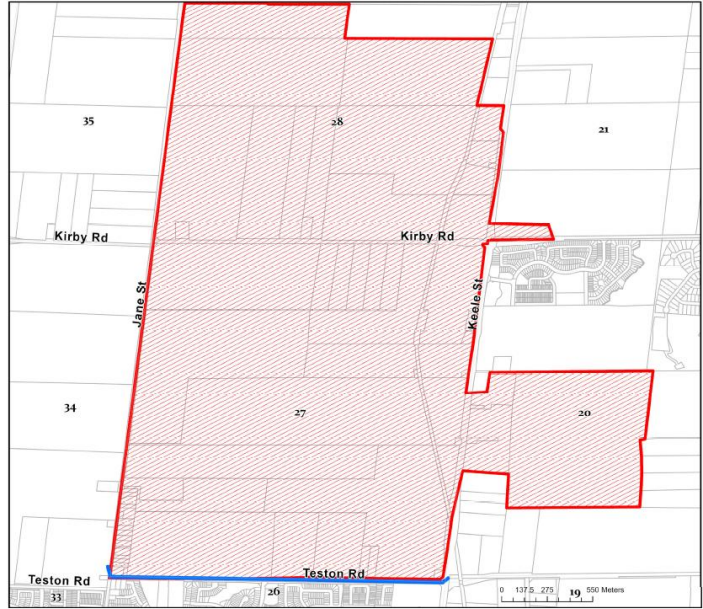 35
28
21
Kirby Rd
Kirby Rd
Jane St
Keele St
34
27
20
Teston Rd
Teston Rd
33
26
19
0 137.5 275 550 Meters